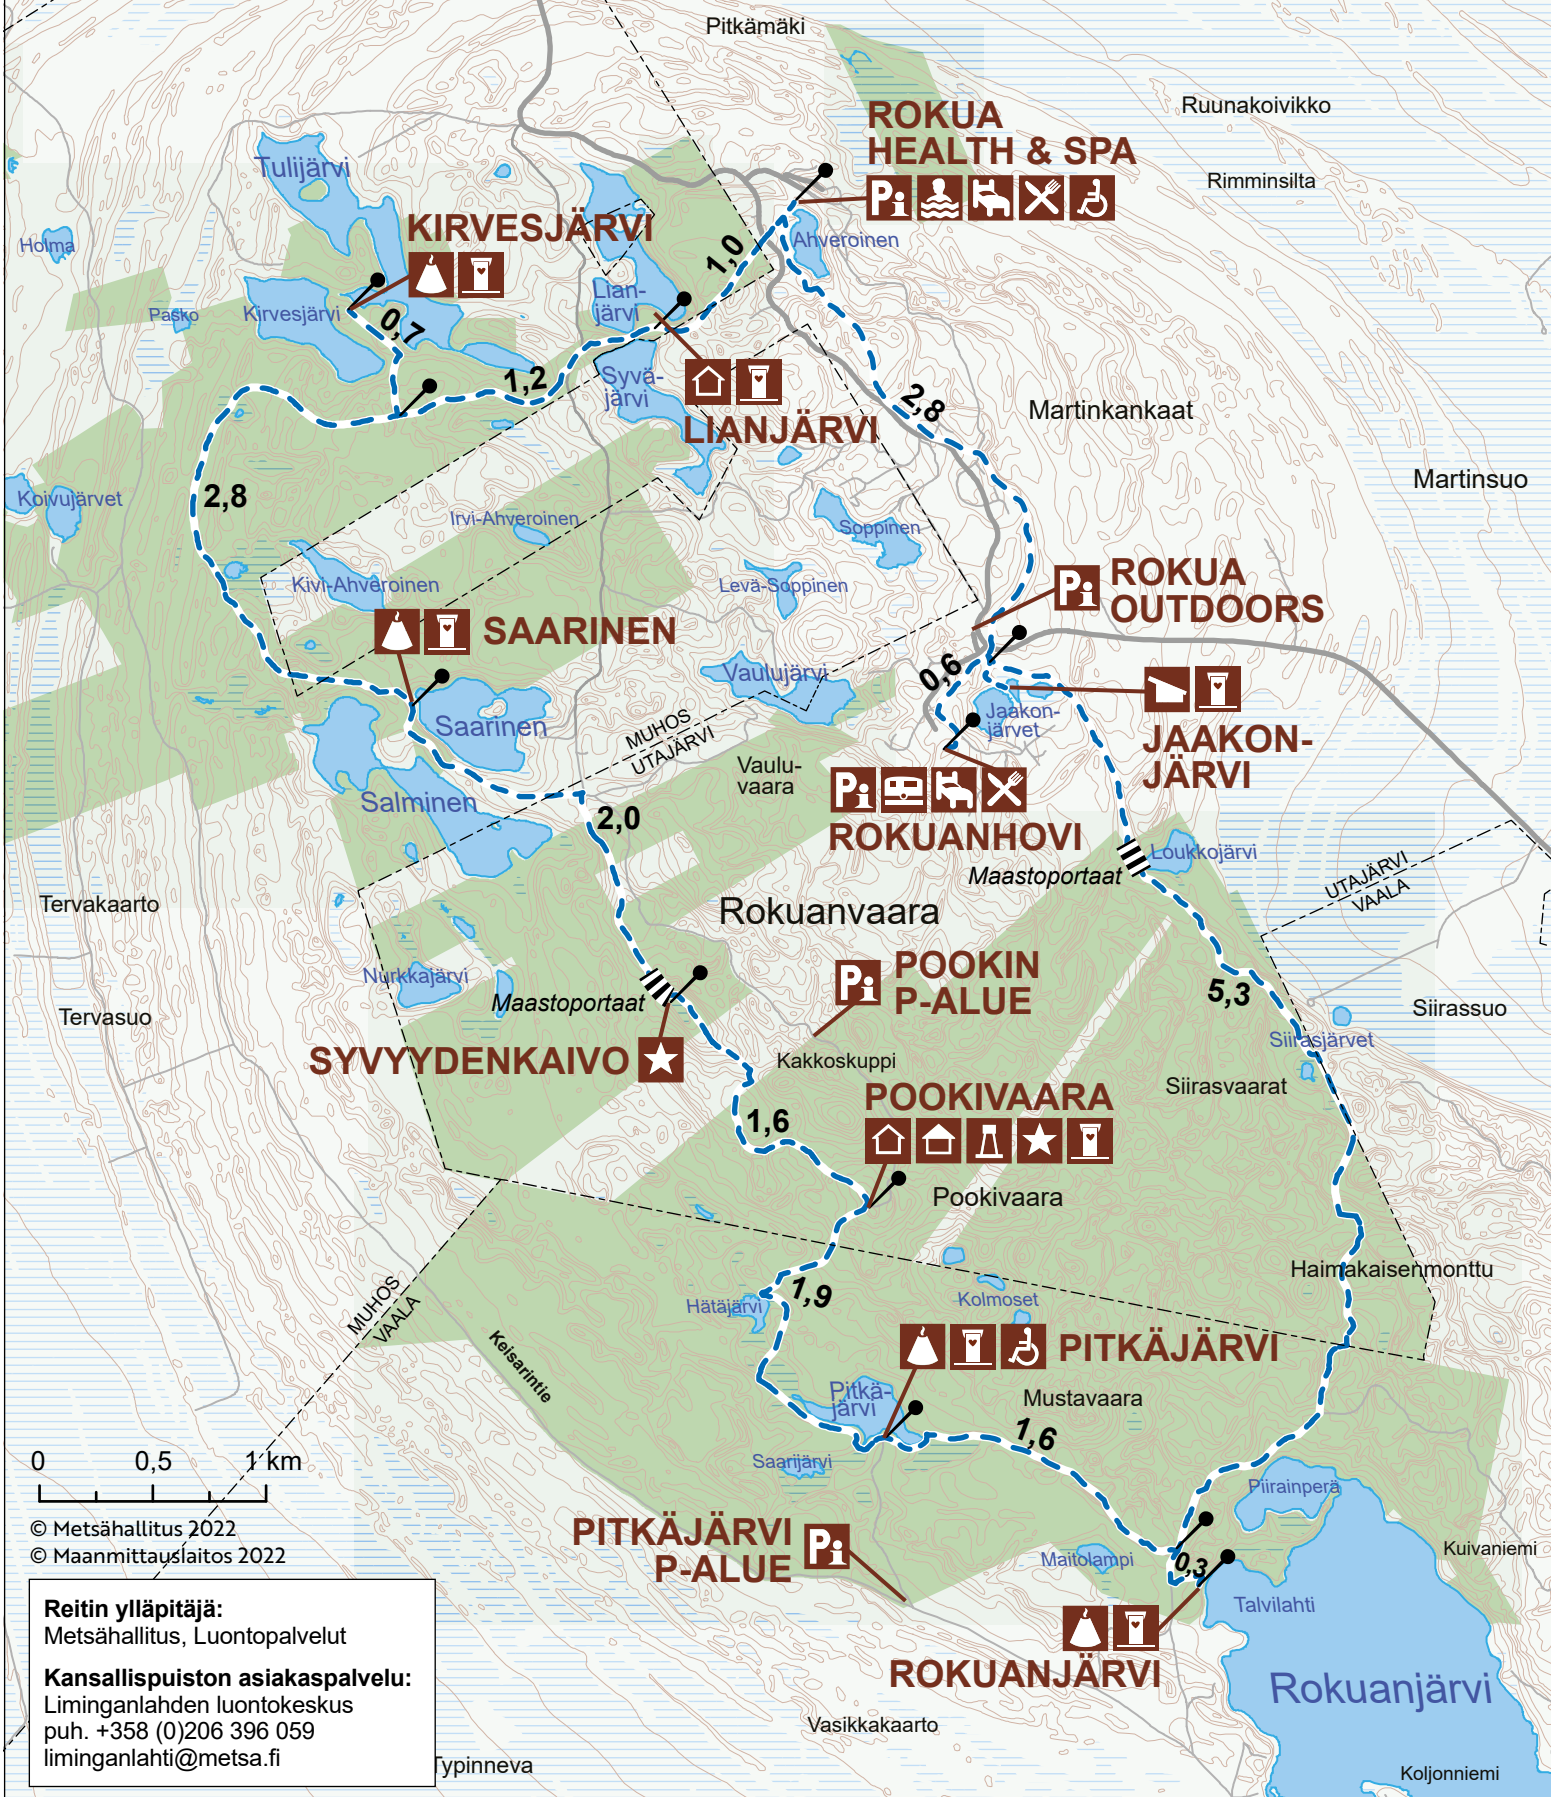 Pitkämäki
Ruunakoivikko
ROKUA
HEALTH & SPA
Rimminsilta
Tulijärvi
KIRVESJÄRVI
Holma
Ahveroinen
1,0
Lian-
järvi
Pasko
Kirvesjärvi
0,7
1,2
Syvä-
järvi
LIANJÄRVI
2,8
Martinkankaat
Martinsuo
2,8
Koivujärvet
Irvi-Ahveroinen
Soppinen
Kivi-Ahveroinen
Levä-Soppinen
ROKUA
OUTDOORS
SAARINEN
Vaulujärvi
0,6
Saarinen
Jaakon-
järvet
JAAKON-
JÄRVI
MUHOS
UTAJÄRVI
Vaulu-
vaara
Salminen
2,0
ROKUANHOVI
Maastoportaat
Loukkojärvi
UTAJÄRVI
VAALA
Tervakaarto
Rokuanvaara
Nurkkajärvi
Maastoportaat
POOKIN
P-ALUE
5,3
Siirassuo
Tervasuo
Siirasjärvet
SYVYYDENKAIVO
Kakkoskuppi
Siirasvaarat
POOKIVAARA
1,6
Pookivaara
Haimakaisenmonttu
MUHOS
VAALA
Hätäjärvi
1,9
Kolmoset
Keisarintie
PITKÄJÄRVI
Pitkä-
järvi
Mustavaara
1,6
Saarijärvi
0
0,5
1 km
Piirainperä
© Metsähallitus 2022
© Maanmittauslaitos 2022
PITKÄJÄRVI
P-ALUE
Maitolampi
0,3
Kuivaniemi
Talvilahti
Reitin ylläpitäjä:
Metsähallitus, Luontopalvelut
Kansallispuiston asiakaspalvelu:
Liminganlahden luontokeskus
puh. +358 (0)206 396 059
liminganlahti@metsa.fi
ROKUANJÄRVI
Rokuanjärvi
Vasikkakaarto
Typinneva
Koljonniemi